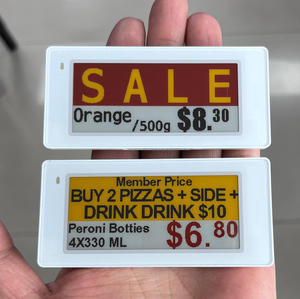 SALE
Orange/500g $8.30
Member Price
BUY 2 PIZZAS + SIDE +
DRINK DRINK $10
Peroni Botties $6.80
4X330 ML